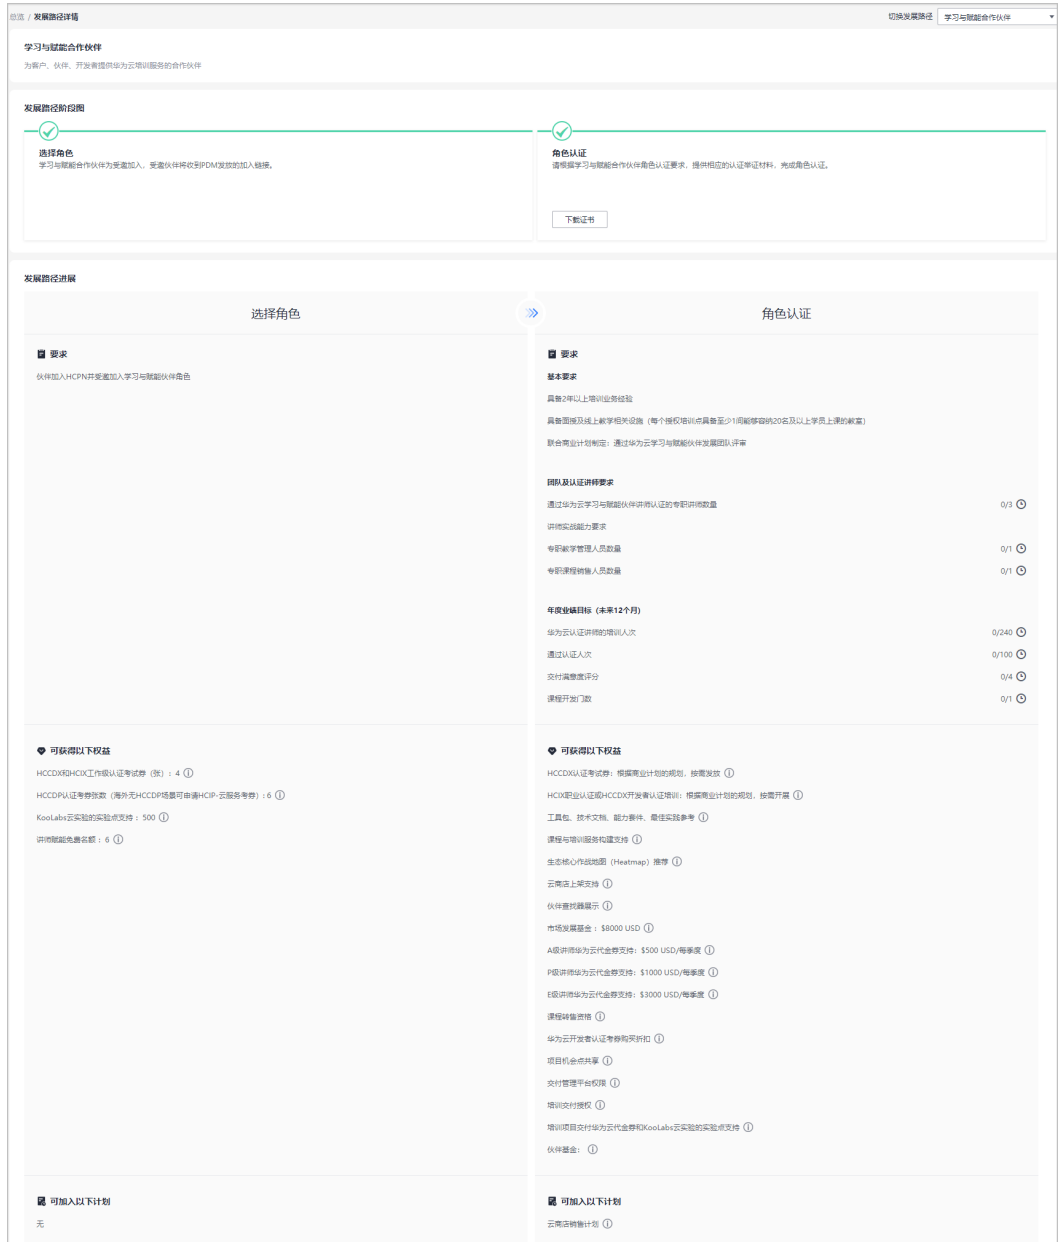 总览 / 发展路径详情
切换发展路径 学习与赋能合作伙伴
学习与赋能合作伙伴
为客户、伙伴、开发者提供华为云培训服务的合作伙伴
发展路径阶段图
选择角色
学习与赋能合作伙伴为受邀加入，受邀伙伴将收到PDM发放的加入链接。
角色认证
请根据学习与赋能合作伙伴角色认证要求，提供相应的认证举证材料，完成角色认证。
下载证书
发展路径进展
选择角色
要求
伙伴加入HCPN并受邀加入学习与赋能伙伴角色
角色认证
要求
基本要求
具备2年以上培训业务经验
具备面授及线上教学相关设施（每个授权培训点具备至少1间能够容纳20名及以上学员上课的教室）
联合商业计划制定：通过华为云学习与赋能伙伴发展团队评审
团队及认证讲师要求
通过华为云学习与赋能伙伴讲师认证的专职讲师数量 0/3
讲师实战能力要求
专职教学管理人员数量 0/1
专职课程销售人员数量 0/1
年度业绩目标（未来12个月）
华为云认证讲师的培训人次 0/240
通过认证人次 0/100
交付满意度评分 0/4
课程开发门数 0/1
可获得以下权益
HCCDX和HCIX工作级认证考试券（张）：4
HCCDP认证考券张数（海外无HCCDP场景可申请HCIP-云服务考券）: 6
KooLabs云实验的实验点支持：500
讲师赋能免费名额：6
可获得以下权益
HCCDX认证考试券：根据商业计划的规划，按需发放
HCIX职业认证或HCCDX开发者认证培训：根据商业计划的规划，按需开展
工具包、技术文档、能力套件、最佳实践参考
课程与培训服务构建支持
生态核心作战地图（Heatmap）推荐
云商店上架支持
伙伴查找器展示
市场发展基金：$8000 USD
A级讲师华为云代金券支持：$500 USD/每季度
P级讲师华为云代金券支持：$1000 USD/每季度
E级讲师华为云代金券支持：$3000 USD/每季度
课程转售资格
华为云开发者认证考券购买折扣
项目机会点共享
交付管理平台权限
培训交付授权
培训项目交付华为云代金券和KooLabs云实验的实验点支持
伙伴基金：
可加入以下计划
无
可加入以下计划
云商店销售计划